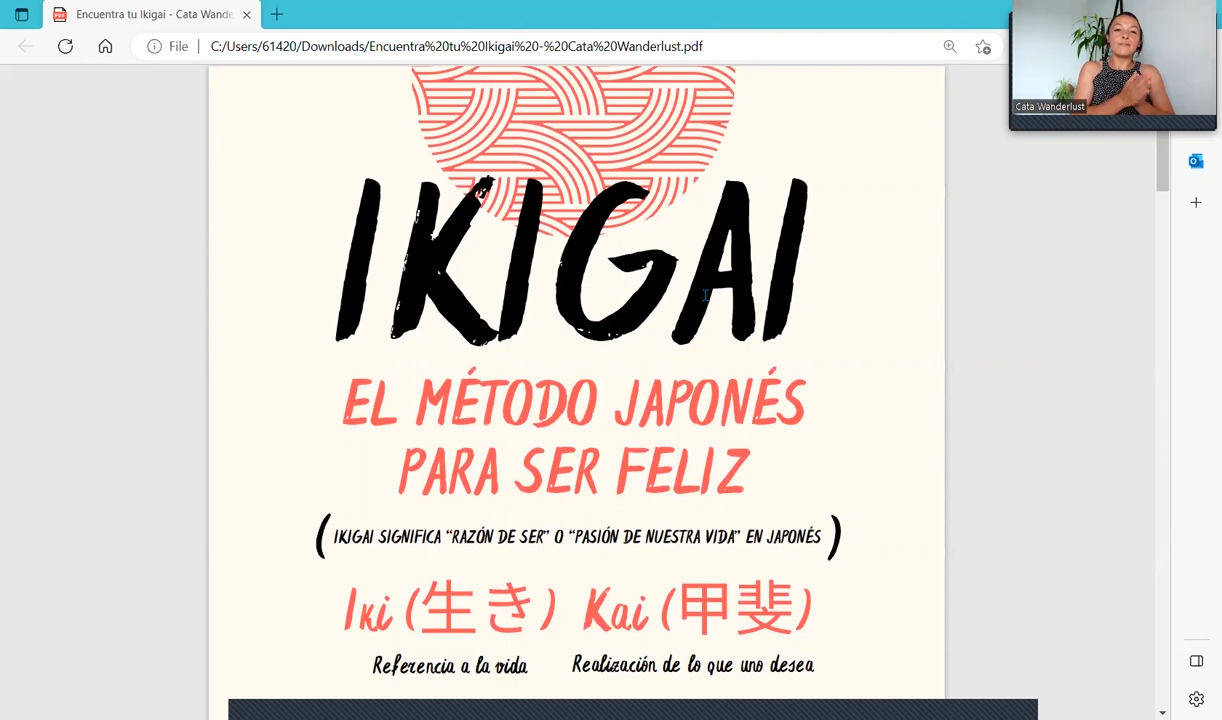 Encuentra tu Ikigai - Cata Wande
File
C:/Users/61420/Downloads/Encuentra%20tu%20Ikigai%20-%20Cata%20Wanderlust.pdf
Cata Wanderlust
IKIGAI
EL MÉTODO JAPONÉS
PARA SER FELIZ
(IKIGAI SIGNIFICA “RAZÓN DE SER” O “PASIÓN DE NUESTRA VIDA” EN JAPONÉS)
Iki (生き) Kai (甲斐)
Referencia a la vida Realización de lo que uno desea